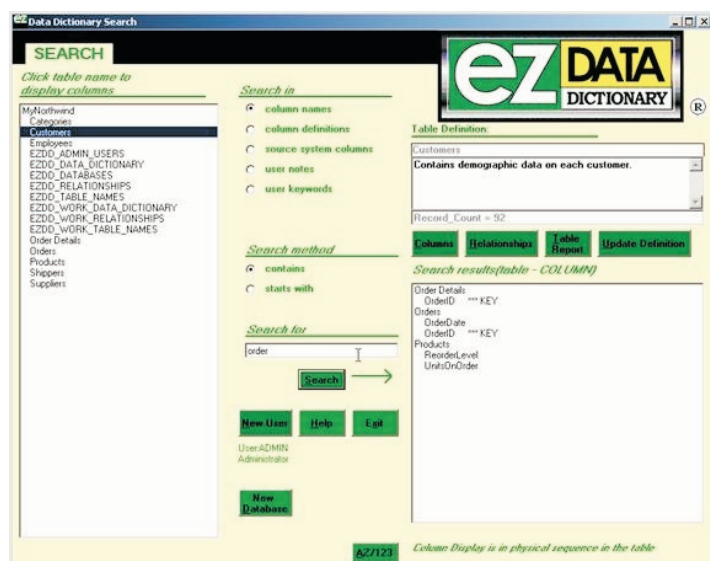 ez Data Dictionary Search
SEARCH
Click table name to
display columns
MyNorthwind
Categories
Customers
Employees
EZDD_ADMIN_USERS
EZDD_DATA_DICTIONARY
EZDD_DATABASES
EZDD_RELATIONSHIPS
EZDD_TABLE_NAMES
EZDD_WORK_DATA_DICTIONARY
EZDD_WORK_RELATIONSHIPS
EZDD_WORK_TABLE_NAMES
Order Details
Orders
Products
Shippers
Suppliers
Search in
column names
column definitions
source system columns
user notes
user keywords
Search method
contains
starts with
Search for
order
Search
New User
Help
Exit
User:ADMIN
Administrator
New
Database
AZ/123
ez DATA
DICTIONARY
®
Table Definition:
Customers
Contains demographic data on each customer.
Record_Count = 92
Columns
Relationships
Table
Report
Update Definition
Search results(table - COLUMN)
Order Details
OrderID *** KEY
Orders
OrderDate
OrderID *** KEY
Products
ReorderLevel
UnitsOnOrder
Column Display is in physical sequence in the table